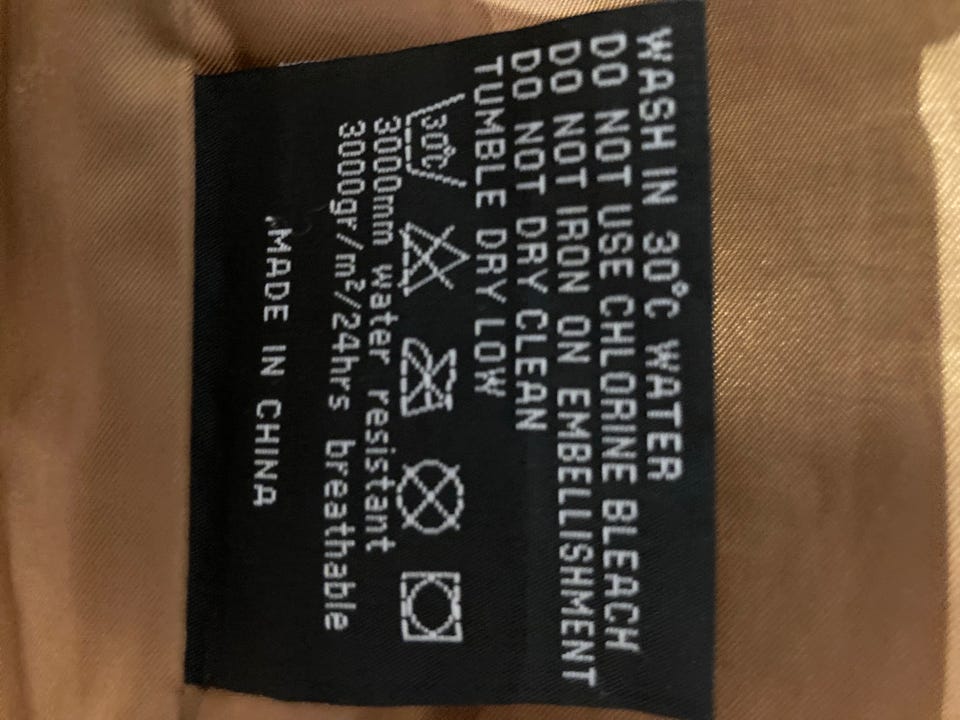 WASH IN 30°C WATER
DO NOT USE CHLORINE BLEACH
DO NOT IRON ON EMBELLISHMENT
DO NOT DRY CLEAN
TUMBLE DRY LOW
30°C
3000mm water resistant
3000gr/m²/24hrs breathable
MADE IN CHINA